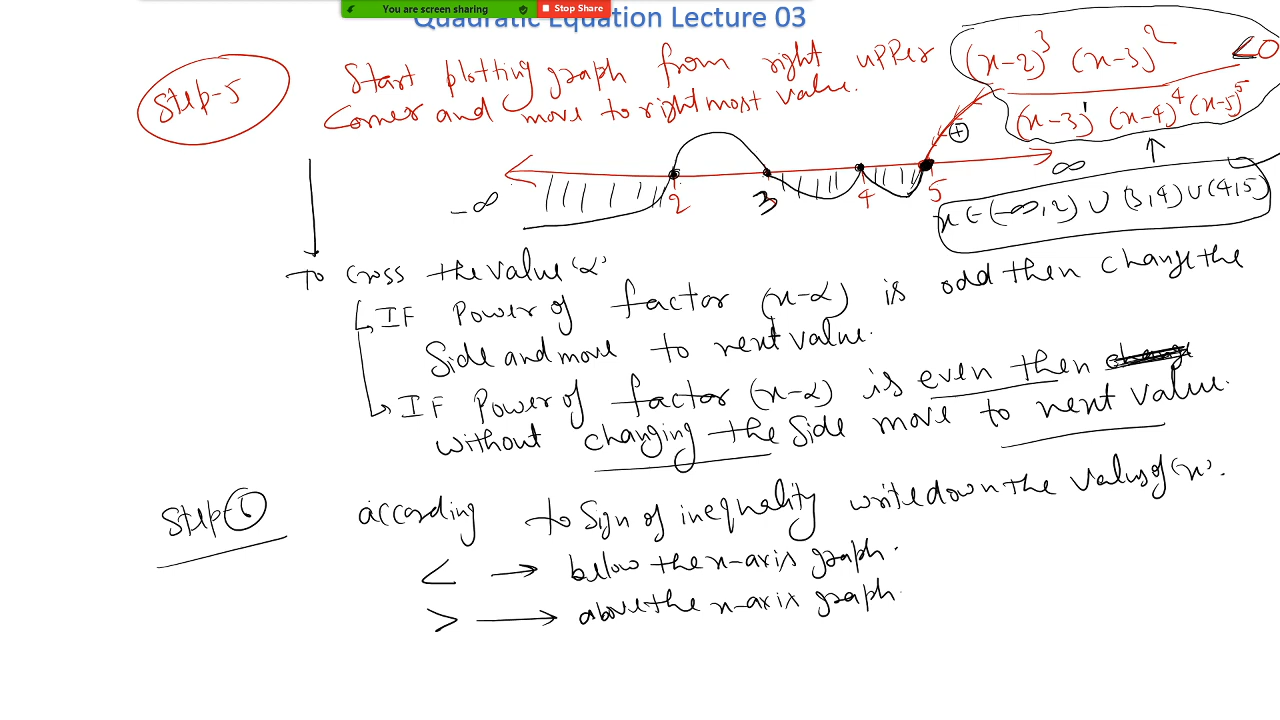 You are screen sharing Stop Share
Quadratic Equation Lecture 03
Step-5 Start plotting graph from right upper
Corner and move to rightmost value.
(x-2)^3 (x-3)^2 <0
(x-3)^1 (x-4)^4 (x-5)^5
+
-∞ 2 3 4 5 ∞
x ∈ (-∞,2) ∪ (3,4) ∪ (4,5)
To cross the value 'α'
IF Power of factor (x-α) is odd then change the
Side and move to next value.
IF Power of factor (x-α) is even then
without changing the Side move to next value.
Step-6 according to Sign of inequality write down the values of 'x'.
< → below the x-axis graph.
> → above the x-axix graph.